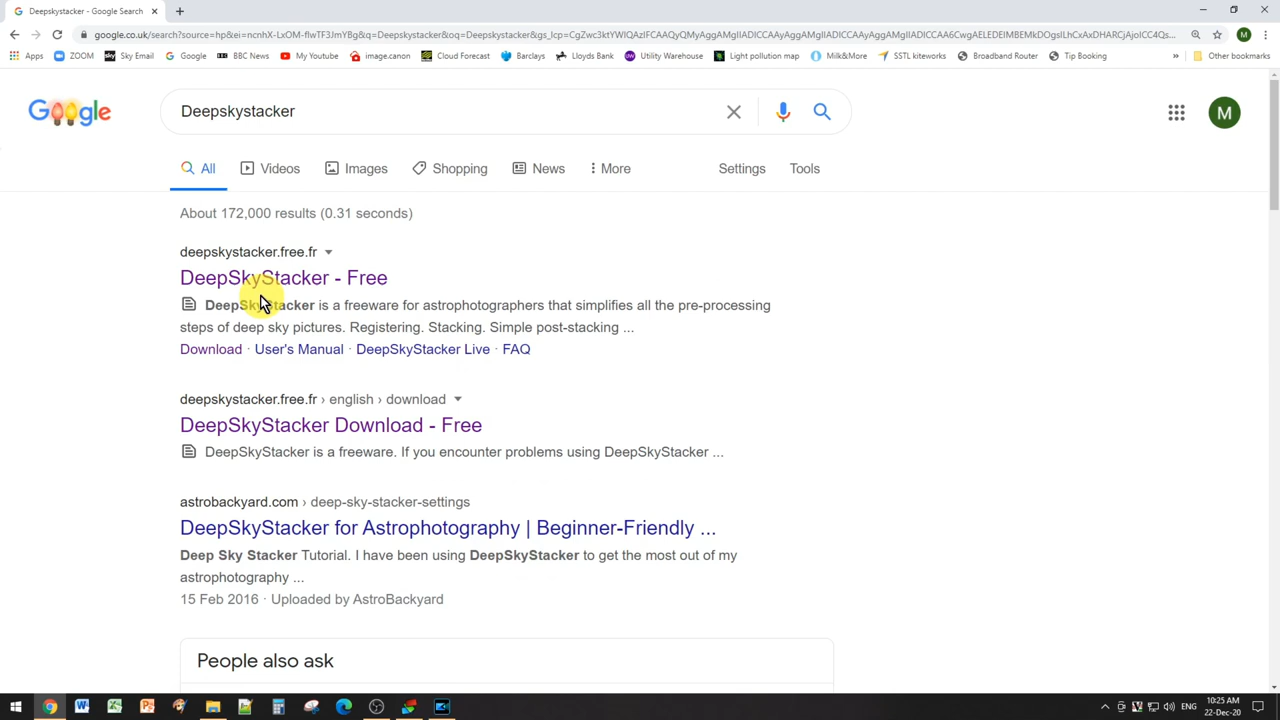 Deepskystacker - Google Search
google.co.uk/search?source=hp&ei=ncnhX-LxOM-flwTF3JmYBg&q=Deepskystacker&oq=Deepskystacker&gs_lcp=
Apps ZOOM Sky Email Google BBC News My Youtube image.canon Cloud Forecast Barclays Lloyds Bank Utility Warehouse Light pollution map Milk&More SSTL kiteworks Broadband Router Tip Booking » Other bookmarks
Google Deepskystacker M
All Videos Images Shopping News More Settings Tools
About 172,000 results (0.31 seconds)
deepskystacker.free.fr
DeepSkyStacker - Free
DeepSkyStacker is a freeware for astrophotographers that simplifies all the pre-processing
steps of deep sky pictures. Registering. Stacking. Simple post-stacking ...
Download · User's Manual · DeepSkyStacker Live · FAQ
deepskystacker.free.fr › english › download
DeepSkyStacker Download - Free
DeepSkyStacker is a freeware. If you encounter problems using DeepSkyStacker ...
astrobackyard.com › deep-sky-stacker-settings
DeepSkyStacker for Astrophotography | Beginner-Friendly ...
Deep Sky Stacker Tutorial. I have been using DeepSkyStacker to get the most out of my
astrophotography ...
15 Feb 2016 · Uploaded by AstroBackyard
People also ask
ENG
10:25 AM
22-Dec-20